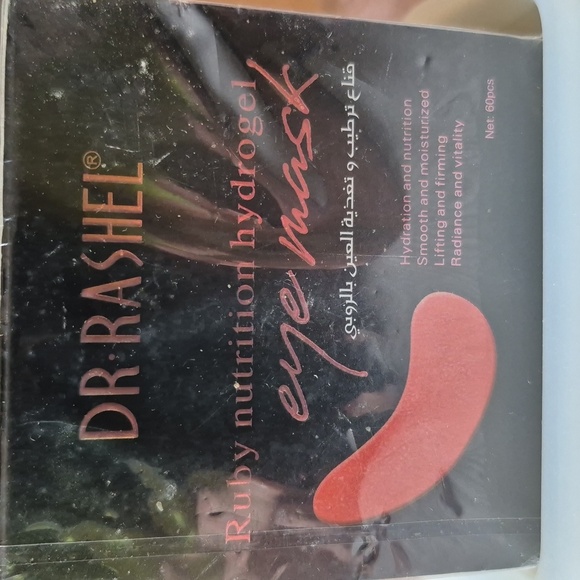 DR.RASHEL®
Ruby nutrition hydrogel
eye mask
قناع ترطيب و تغذية العين بالروبي
Hydration and nutrition
Smooth and moisturized
Lifting and firming
Radiance and vitality
Net: 60pcs